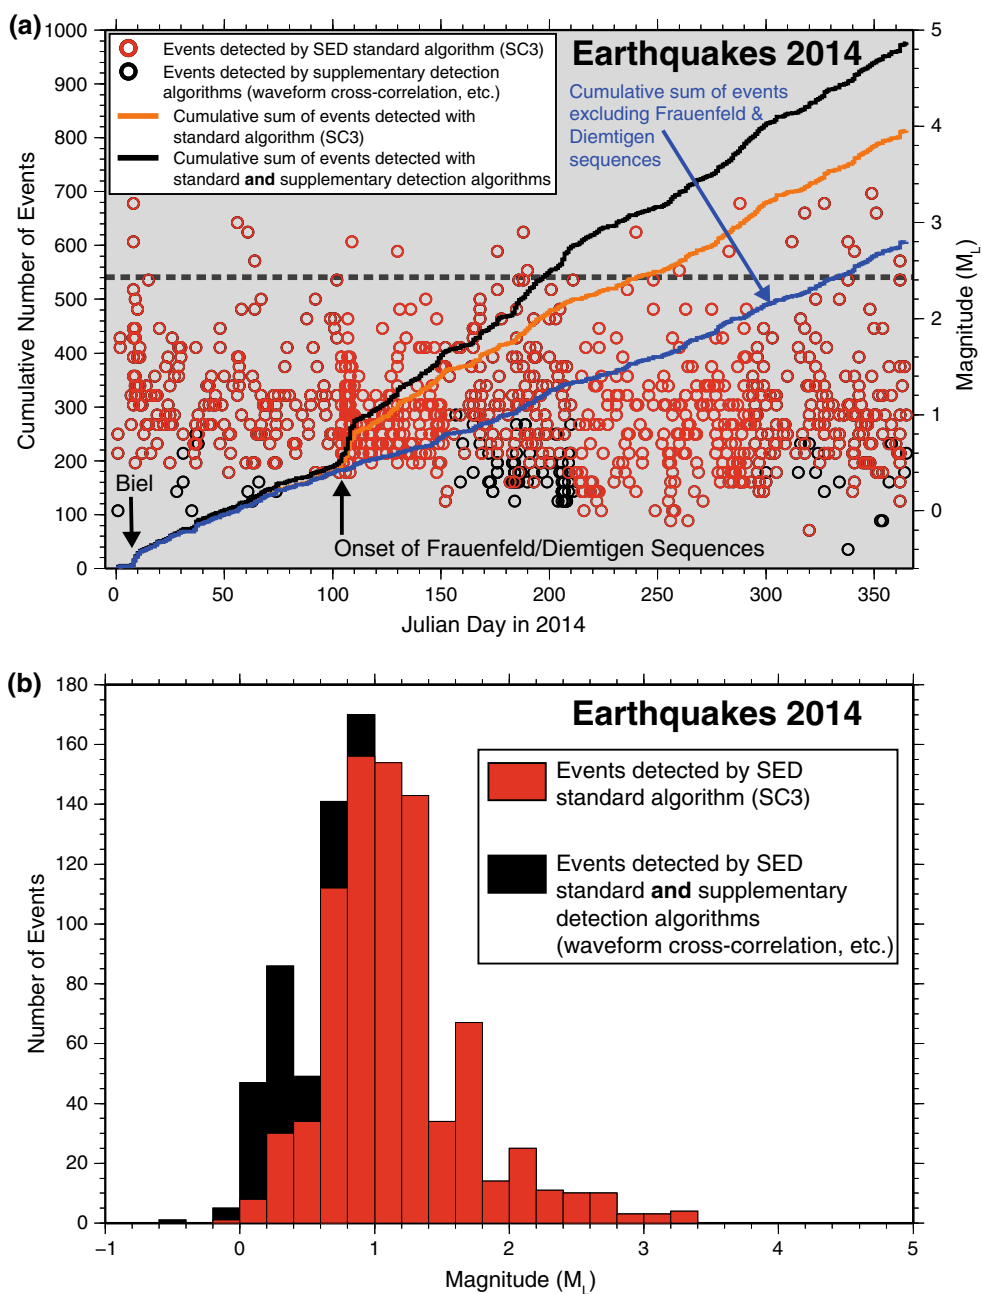 (a)
Earthquakes 2014
Events detected by SED standard algorithm (SC3)
Events detected by supplementary detection
algorithms (waveform cross-correlation, etc.)
Cumulative sum of events detected with
standard algorithm (SC3)
Cumulative sum of events detected with
standard and supplementary detection algorithms
Cumulative sum of events
excluding Frauenfeld &
Diemtigen
sequences
Biel
Onset of Frauenfeld/Diemtigen Sequences
Cumulative Number of Events
1000
900
800
700
600
500
400
300
200
100
0
Magnitude (ML)
5
4
3
2
1
0
0 50 100 150 200 250 300 350
Julian Day in 2014
(b)
Earthquakes 2014
Events detected by SED
standard algorithm (SC3)
Events detected by SED
standard and supplementary
detection algorithms
(waveform cross-correlation, etc.)
Number of Events
180
160
140
120
100
80
60
40
20
0
−1 0 1 2 3 4 5
Magnitude (ML)